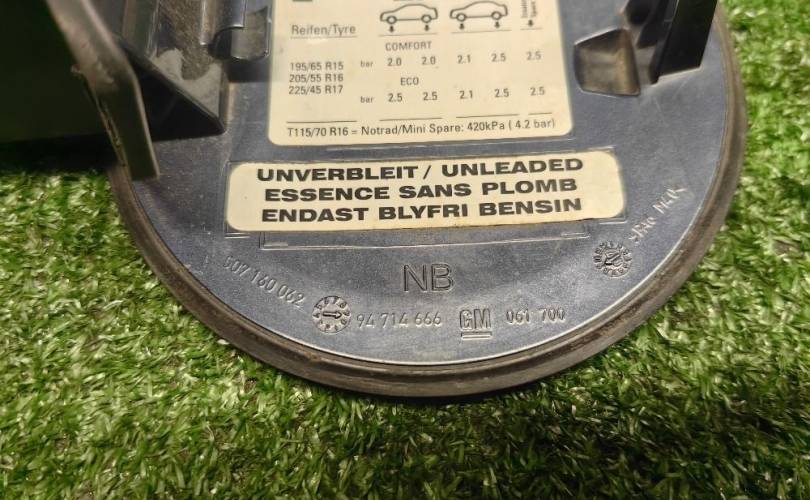 Reifen/Tyre
COMFORT
195/65 R15 bar 2.0 2.0 2.1 2.5 2.5
205/55 R16
ECO
225/45 R17
bar 2.5 2.5 2.1 2.5 2.5
T115/70 R16 = Notrad/Mini Spare: 420kPa (4.2 bar)
UNVERBLEIT / UNLEADED
ESSENCE SANS PLOMB
ENDAST BLYFRI BENSIN
NB
507 160 062
94 714 666 GM 061 700